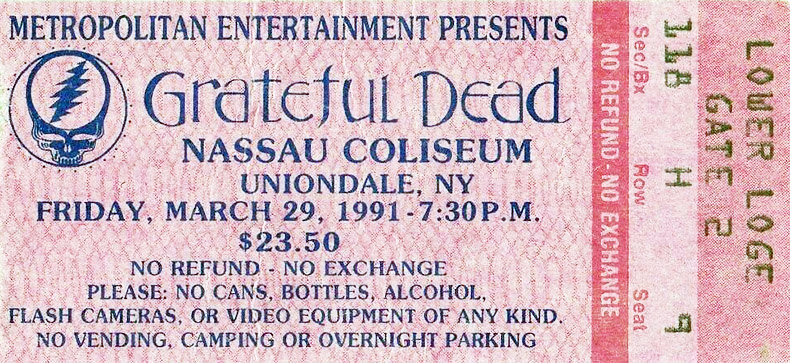 METROPOLITAN ENTERTAINMENT PRESENTS
Grateful Dead
NASSAU COLISEUM
UNIONDALE, NY
FRIDAY, MARCH 29, 1991 - 7:30 P.M.
$23.50
NO REFUND - NO EXCHANGE
PLEASE: NO CANS, BOTTLES, ALCOHOL,
FLASH CAMERAS, OR VIDEO EQUIPMENT OF ANY KIND.
NO VENDING, CAMPING OR OVERNIGHT PARKING
NO REFUND - NO EXCHANGE
Sec/Bx Row Seat
118 H 9
GATE 2
LOWER LOGE